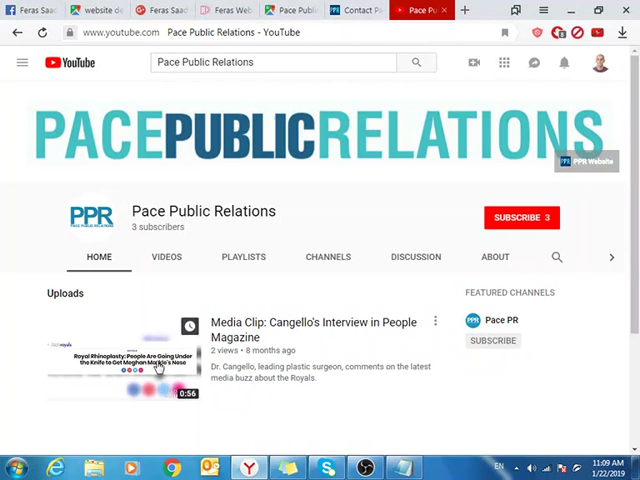 Feras Saad
website de
Feras Saad
Feras Web
Pace Publi
Contact Pa
Pace Pu
www.youtube.com
Pace Public Relations - YouTube
YouTube
Pace Public Relations
PACEPUBLICRELATIONS
PPR PPR Website
PPR
Pace Public Relations
3 subscribers
SUBSCRIBE 3
HOME
VIDEOS
PLAYLISTS
CHANNELS
DISCUSSION
ABOUT
Uploads
Royal Rhinoplasty: People Are Going Under
the Knife to Get Meghan Markle's Nose
0:56
Media Clip: Cangello's Interview in People
Magazine
2 views • 8 months ago
Dr. Cangello, leading plastic surgeon, comments on the latest
media buzz about the Royals.
FEATURED CHANNELS
PPR Pace PR
SUBSCRIBE
EN
11:09 AM
1/22/2019